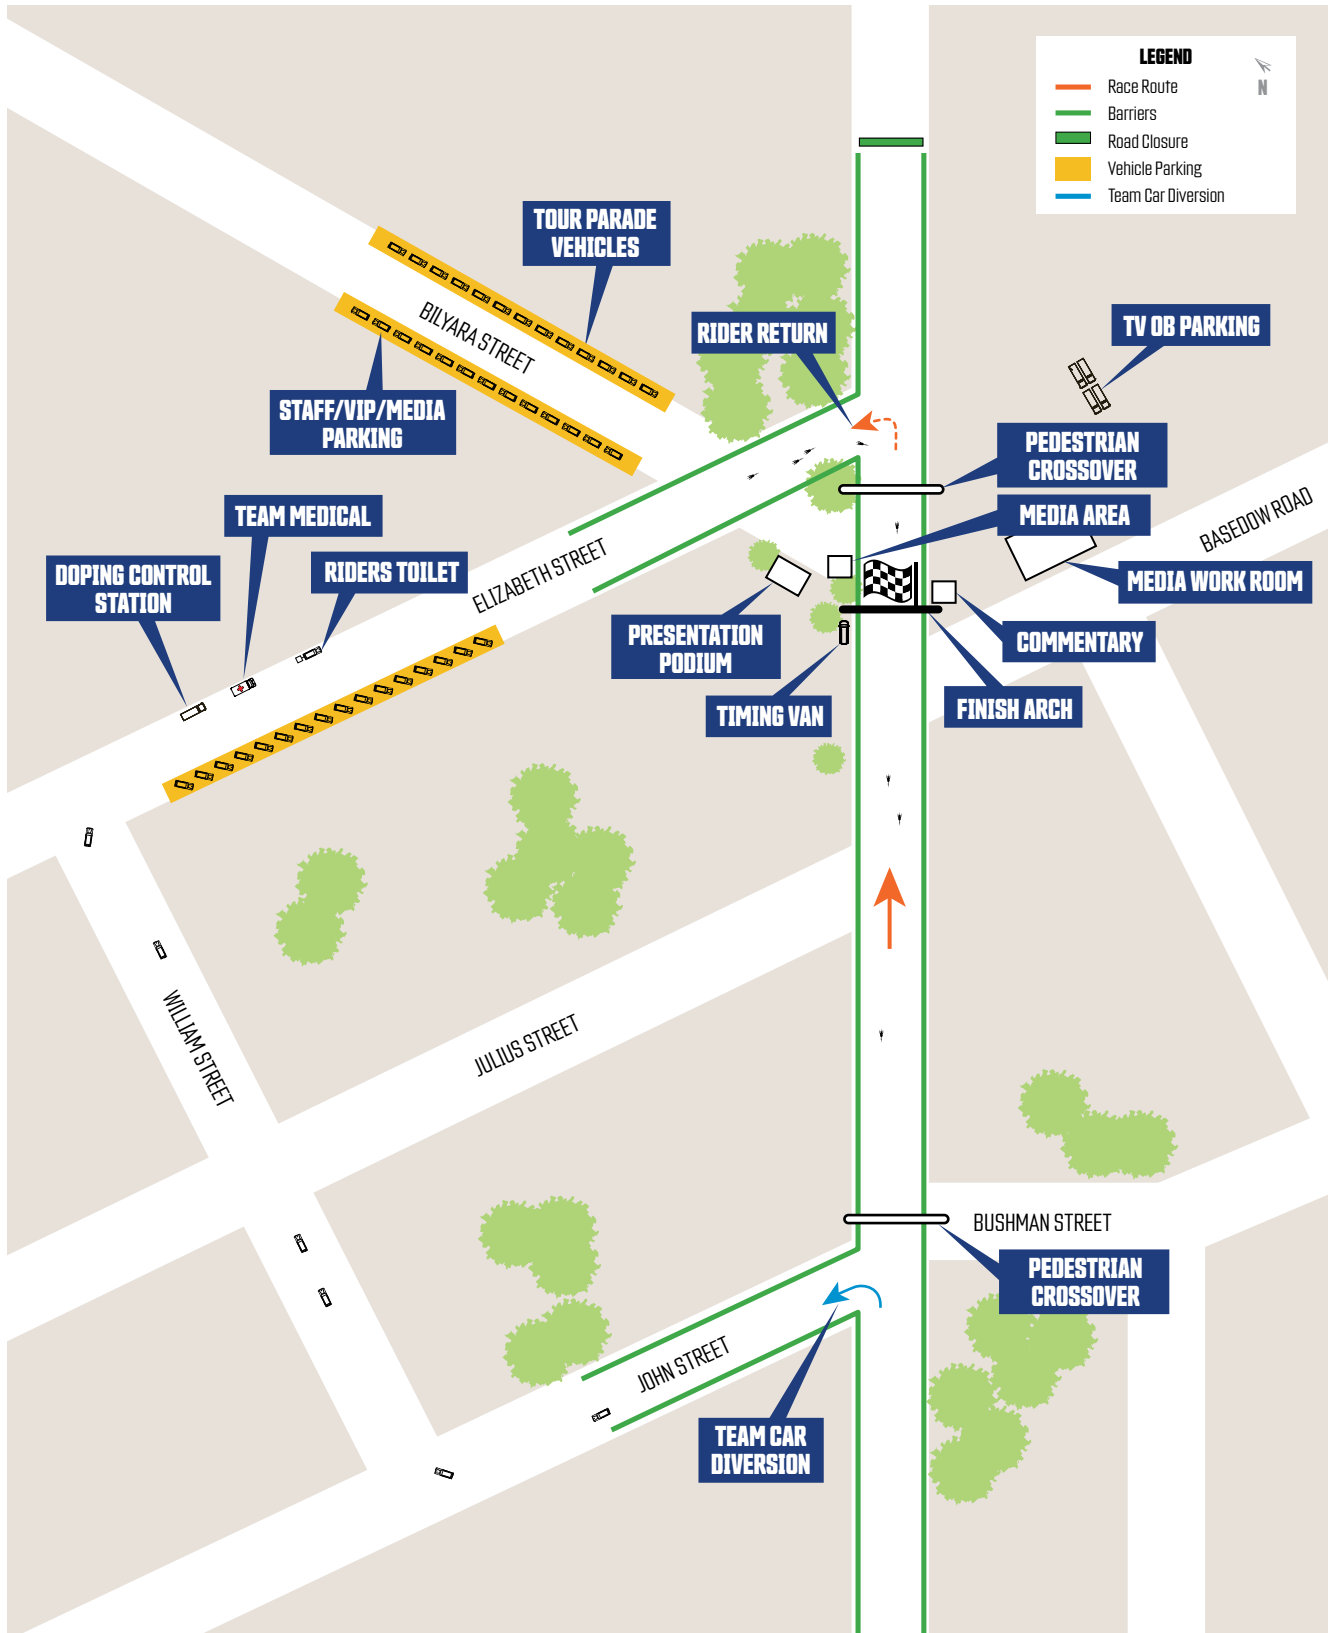 LEGEND
N
Race Route
Barriers
Road Closure
Vehicle Parking
Team Car Diversion
TOUR PARADE
VEHICLES
BILYARA STREET
RIDER RETURN
TV OB PARKING
STAFF/VIP/MEDIA
PARKING
PEDESTRIAN
CROSSOVER
TEAM MEDICAL
MEDIA AREA
BASEDOW ROAD
DOPING CONTROL
STATION
RIDERS TOILET
ELIZABETH STREET
MEDIA WORK ROOM
PRESENTATION
PODIUM
COMMENTARY
TIMING VAN
FINISH ARCH
WILLIAM STREET
JULIUS STREET
BUSHMAN STREET
PEDESTRIAN
CROSSOVER
JOHN STREET
TEAM CAR
DIVERSION